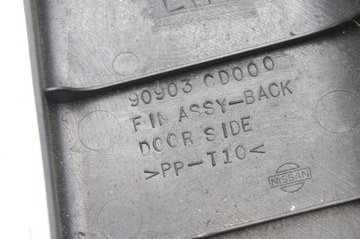 90903 CD000
FIN ASSY-BACK
DOOR SIDE
>PP-T10<
NISSAN